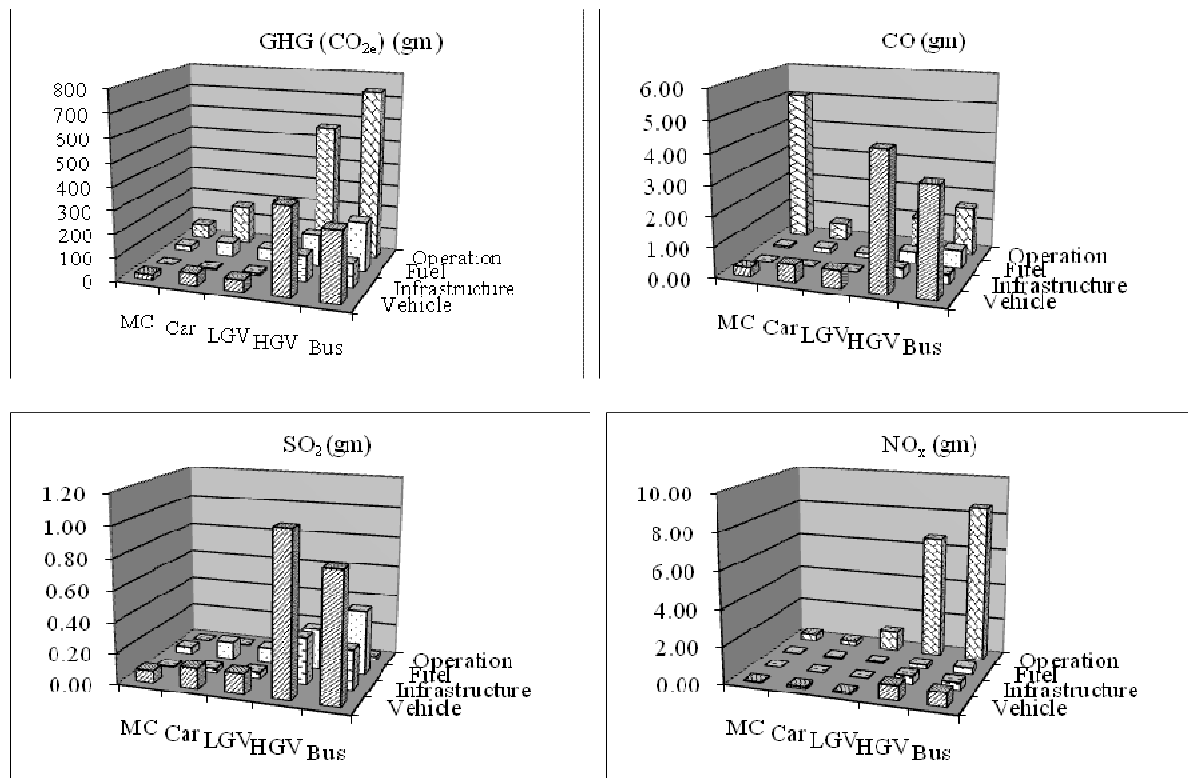 GHG (CO2e) (gm)
800
700
600
500
400
300
200
100
0
MC Car LGV HGV Bus
Operation
Fuel
Infrastructure
Vehicle
CO (gm)
6.00
5.00
4.00
3.00
2.00
1.00
0.00
MC Car LGV HGV Bus
Operation
Fuel
Infrastructure
Vehicle
SO2 (gm)
1.20
1.00
0.80
0.60
0.40
0.20
0.00
MC Car LGV HGV Bus
Operation
Fuel
Infrastructure
Vehicle
NOx (gm)
10.00
8.00
6.00
4.00
2.00
0.00
MC Car LGV HGV Bus
Operation
Fuel
Infrastructure
Vehicle